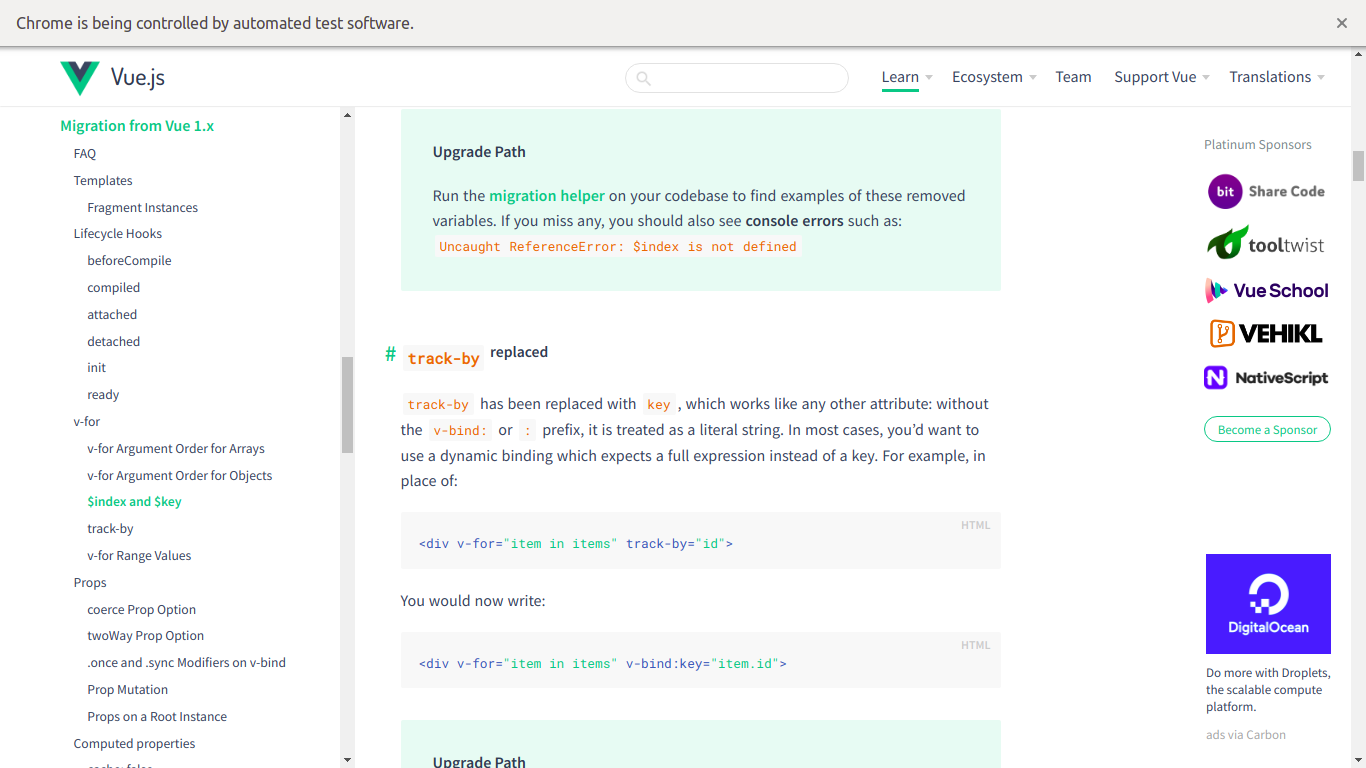 Chrome is being controlled by automated test software.
Vue.js
Learn
Ecosystem
Team
Support Vue
Translations
Migration from Vue 1.x
FAQ
Templates
Fragment Instances
Lifecycle Hooks
beforeCompile
compiled
attached
detached
init
ready
v-for
v-for Argument Order for Arrays
v-for Argument Order for Objects
$index and $key
track-by
v-for Range Values
Props
coerce Prop Option
twoWay Prop Option
.once and .sync Modifiers on v-bind
Prop Mutation
Props on a Root Instance
Computed properties
cache: false
Upgrade Path
Run the migration helper on your codebase to find examples of these removed
variables. If you miss any, you should also see console errors such as:
Uncaught ReferenceError: $index is not defined
# track-by replaced
track-by has been replaced with key, which works like any other attribute: without
the v-bind: or : prefix, it is treated as a literal string. In most cases, you’d want to
use a dynamic binding which expects a full expression instead of a key. For example, in
place of:
HTML
<div v-for="item in items" track-by="id">
You would now write:
HTML
<div v-for="item in items" v-bind:key="item.id">
Upgrade Path
Platinum Sponsors
bit Share Code
tooltwist
Vue School
VEHIKL
NativeScript
Become a Sponsor
DigitalOcean
Do more with Droplets,
the scalable compute
platform.
ads via Carbon